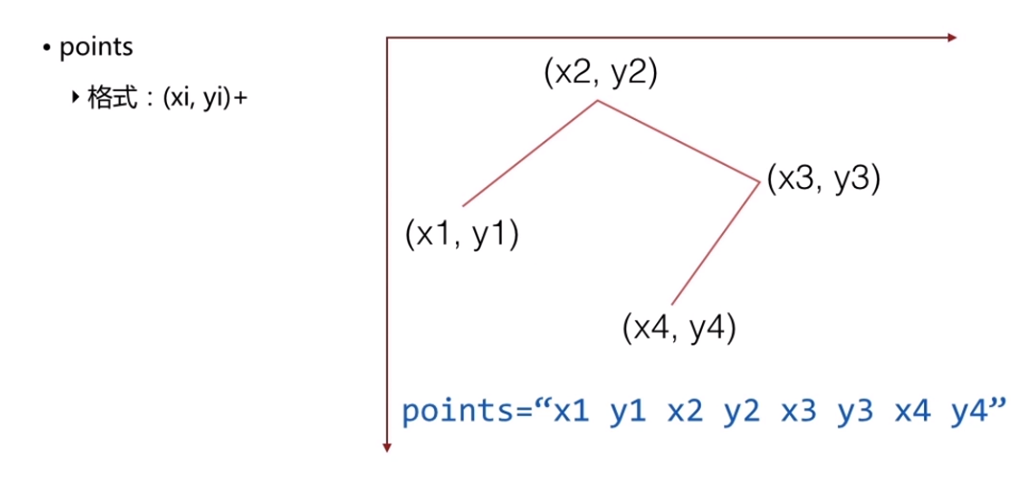 • points
‣ 格式：(xi, yi)+
(x2, y2)
(x3, y3)
(x1, y1)
(x4, y4)
points=“x1 y1 x2 y2 x3 y3 x4 y4”